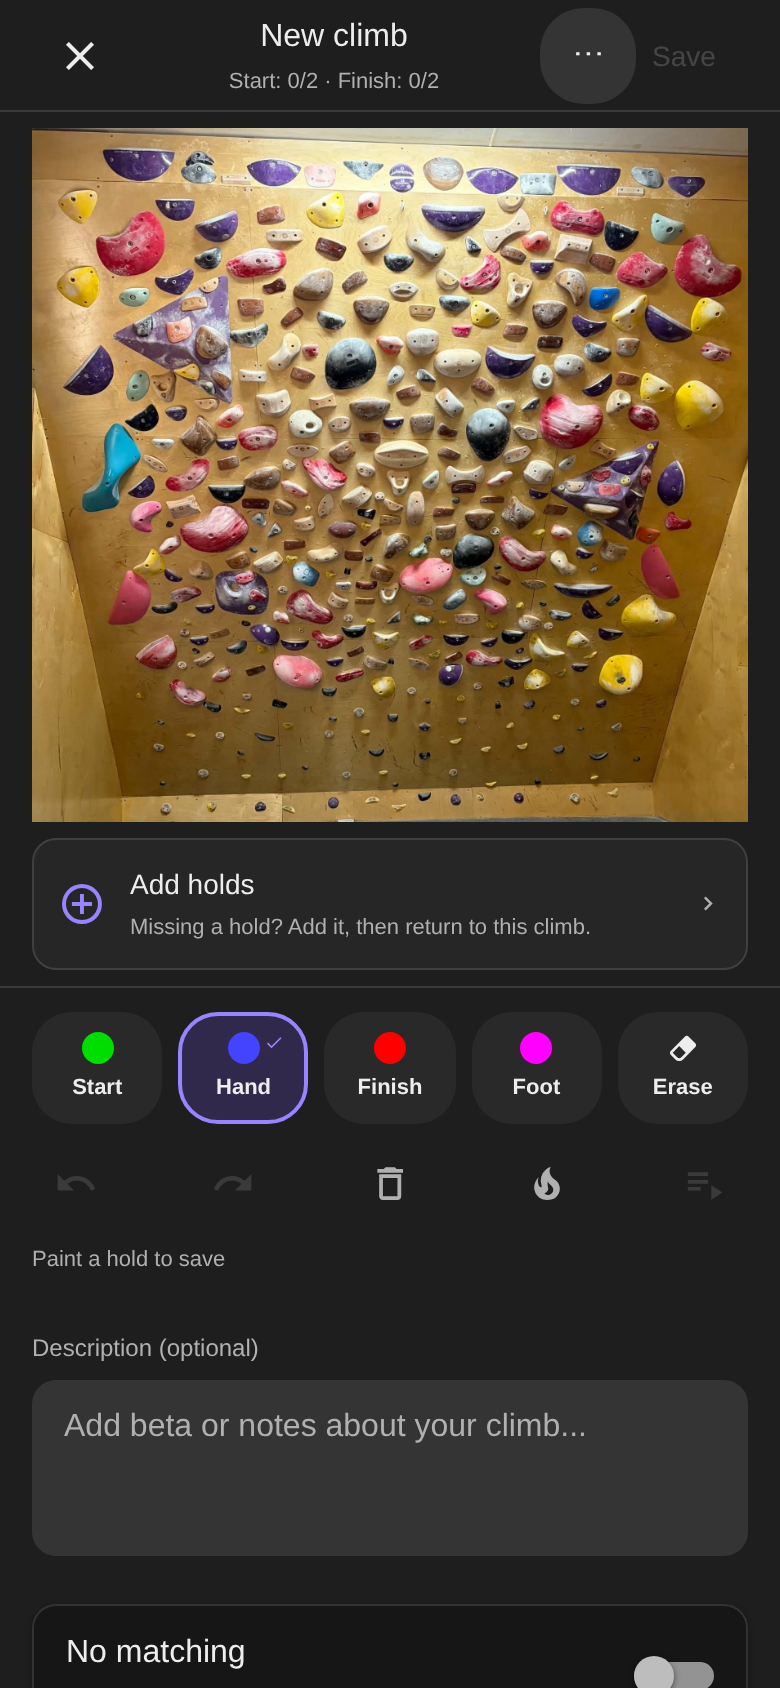 New climb
Start: 0/2 · Finish: 0/2
...
Save
Add holds
Missing a hold? Add it, then return to this climb.
Start
Hand
Finish
Foot
Erase
Paint a hold to save
Description (optional)
Add beta or notes about your climb...
No matching